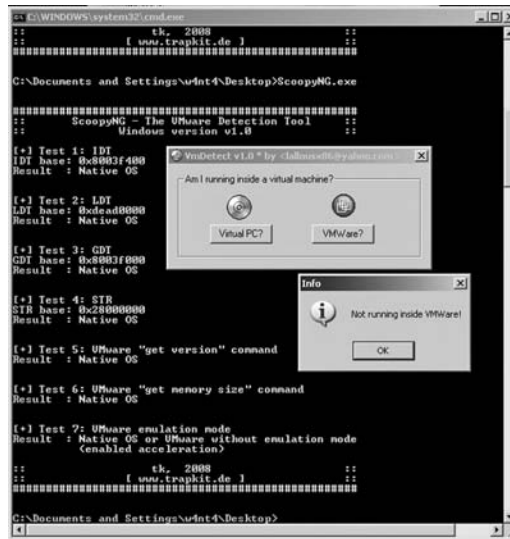 C:\WINDOWS\system32\cmd.exe
:: tk, 2008 ::
:: [ www.trapkit.de ] ::
C:\Documents and Settings\w4nt4\Desktop>ScoopyNG.exe
:: ScoopyNG - The VMware Detection Tool ::
:: Windows version v1.0 ::
[+] Test 1: IDT
IDT base: 0x8003f400
Result : Native OS
[+] Test 2: LDT
LDT base: 0xdead0000
Result : Native OS
[+] Test 3: GDT
GDT base: 0x8003f000
Result : Native OS
[+] Test 4: STR
STR base: 0x28000000
Result : Native OS
[+] Test 5: VMware "get version" command
Result : Native OS
[+] Test 6: VMware "get memory size" command
Result : Native OS
[+] Test 7: VMware emulation mode
Result : Native OS or VMware without emulation mode
(enabled acceleration)
:: tk, 2008 ::
:: [ www.trapkit.de ] ::
C:\Documents and Settings\w4nt4\Desktop>
VmDetect v1.0 * by
Am I running inside a virtual machine?
Virtual PC?
VMWare?
Info
Not running inside VMWare!
OK